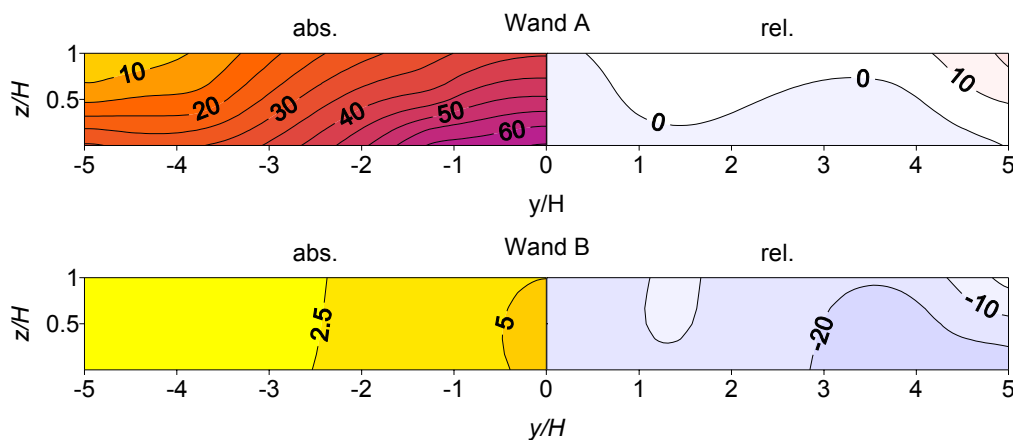 abs. Wand A rel.
z/H
1
0.5
10 20 30 40 50 60 0 0 10
-5 -4 -3 -2 -1 0 1 2 3 4 5
y/H
abs. Wand B rel.
z/H
1
0.5
2.5 5 -20 -10
-5 -4 -3 -2 -1 0 1 2 3 4 5
y/H